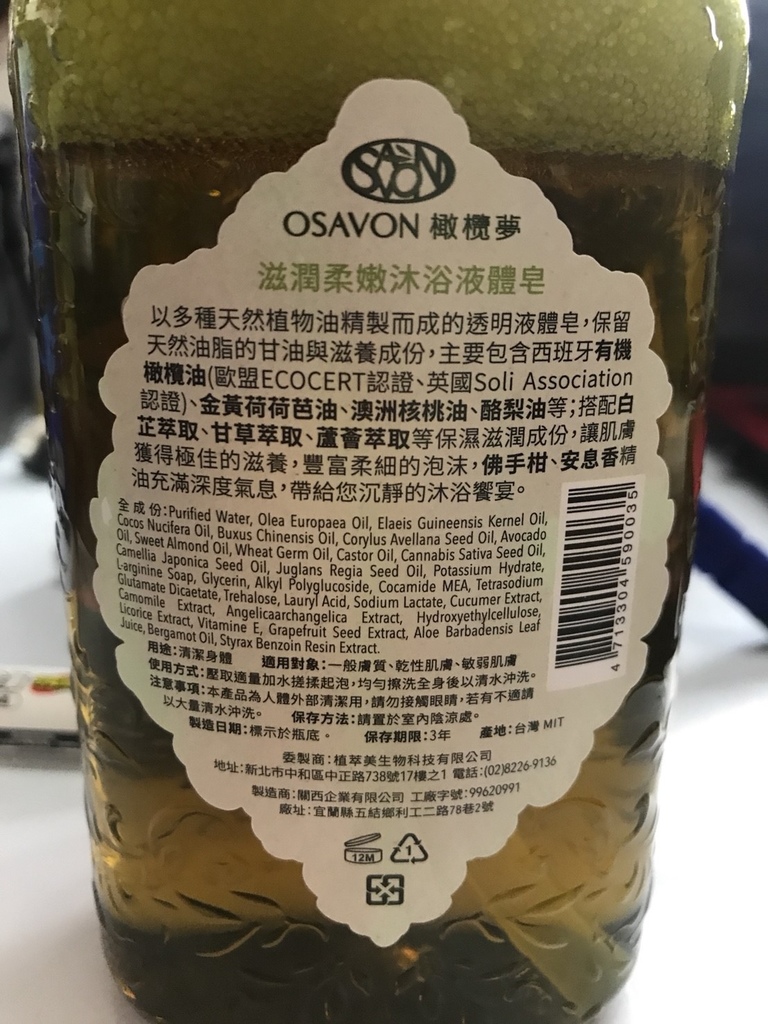 SAVON
OSAVON 橄欖夢
滋潤柔嫩沐浴液體皂
以多種天然植物油精製而成的透明液體皂，保留
天然油脂的甘油與滋養成份，主要包含西班牙有機
橄欖油(歐盟ECOCERT認證、英國Soli Association
認證)、金黃荷荷芭油、澳洲核桃油、酪梨油等；搭配白
芷萃取、甘草萃取、蘆薈萃取等保濕滋潤成份，讓肌膚
獲得極佳的滋養，豐富柔細的泡沫，佛手柑、安息香精
油充滿深度氣息，帶給您沉靜的沐浴饗宴。
全成份:Purified Water, Olea Europaea Oil, Elaeis Guineensis Kernel Oil,
Cocos Nucifera Oil, Buxus Chinensis Oil, Corylus Avellana Seed Oil, Avocado
Oil, Sweet Almond Oil, Wheat Germ Oil, Castor Oil, Cannabis Sativa Seed Oil,
Camellia Japonica Seed Oil, Juglans Regia Seed Oil, Potassium Hydrate,
L-arginine Soap, Glycerin, Alkyl Polyglucoside, Cocamide MEA, Tetrasodium
Glutamate Dicaetate, Trehalose, Lauryl Acid, Sodium Lactate, Cucumer Extract,
Camomile Extract, Angelicaarchangelica Extract, Hydroxyethylcellulose,
Licorice Extract, Vitamine E, Grapefruit Seed Extract, Aloe Barbadensis Leaf
Juice, Bergamot Oil, Styrax Benzoin Resin Extract.
用途:清潔身體 適用對象:一般膚質、乾性肌膚、敏弱肌膚
使用方式:壓取適量加水搓揉起泡，均勻擦洗全身後以清水沖洗。
注意事項:本產品為人體外部清潔用，請勿接觸眼睛，若有不適請
以大量清水沖洗。 保存方法:請置於室內陰涼處。
製造日期:標示於瓶底。 保存期限:3年 產地:台灣 MIT
委製商:植萃美生物科技有限公司
地址:新北市中和區中正路738號17樓之1 電話:(02)8226-9136
製造商:關西企業有限公司 工廠字號:99620991
廠址:宜蘭縣五結鄉利工二路78巷2號
4 713304 590035
12M
1